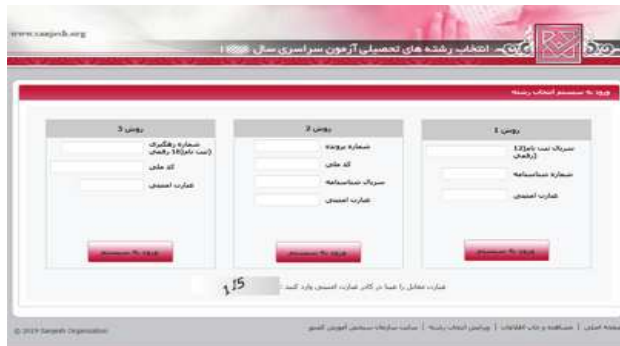 www.sanjesh.org
انتخاب رشته های تحصیلی آزمون سراسری سال
ورود به سیستم انتخاب رشته
روش 1
سریال ثبت نام(12
رقمی)
شماره شناسنامه
عبارت امنیتی
ورود به سیستم
روش 2
شماره پرونده
کد ملی
سریال شناسنامه
عبارت امنیتی
ورود به سیستم
روش 3
شماره رهگیری
(ثبت نام(16 رقمی
کد ملی
عبارت امنیتی
ورود به سیستم
عبارت مقابل را عینا در کادر عبارت امنیتی وارد کنید :
صفحه اصلی | مشاهده و چاپ اطلاعات | ویرایش انتخاب رشته | سایت سازمان سنجش آموزش کشور
© 2019 Sanjesh Organization